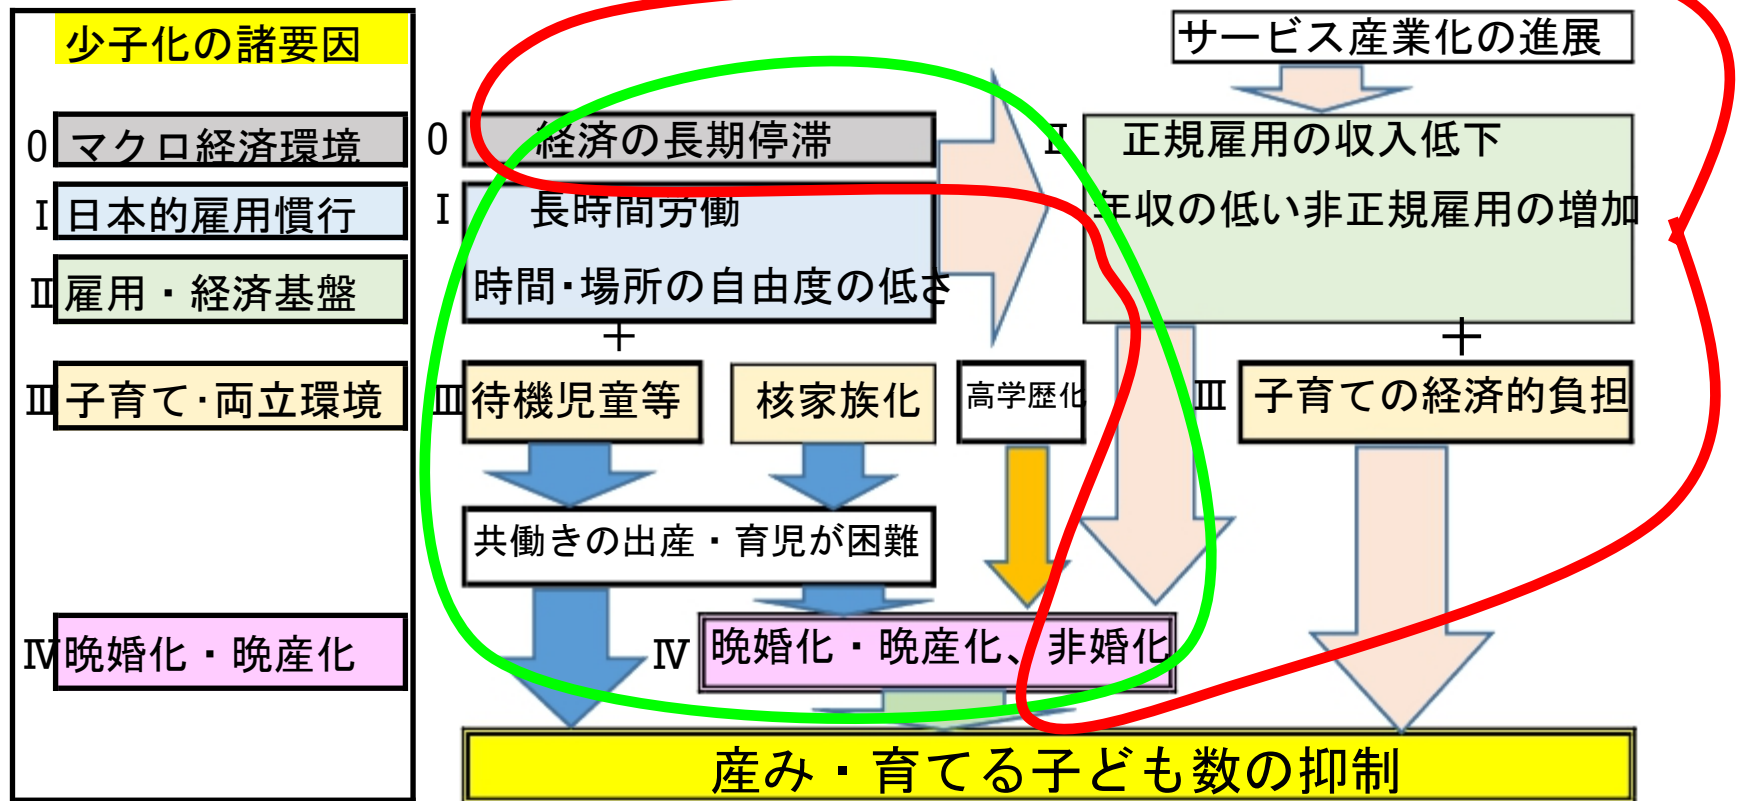 少子化の諸要因
0 マクロ経済環境
Ⅰ 日本的雇用慣行
Ⅱ 雇用・経済基盤
Ⅲ 子育て・両立環境
Ⅳ 晩婚化・晩産化
サービス産業化の進展
0 経済の長期停滞
Ⅰ 長時間労働
時間・場所の自由度の低さ
Ⅱ 正規雇用の収入低下
年収の低い非正規雇用の増加
+
+
Ⅲ 待機児童等
核家族化
高学歴化
Ⅲ 子育ての経済的負担
共働きの出産・育児が困難
Ⅳ 晩婚化・晩産化、非婚化
産み・育てる子ども数の抑制